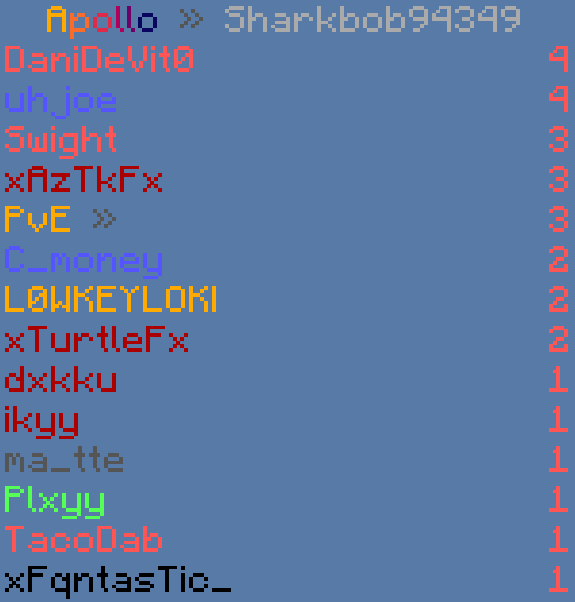 Apollo » Sharkbob94349
DaniDeVit0 4
uh_joe 4
Swight 3
xAzTkFx 3
PvE » 3
C_money 2
L0WKEYLOKI 2
xTurtleFx 2
dxkku 1
ikyy 1
ma_tte 1
Plxyy 1
TacoDab 1
xFqntasTic_ 1